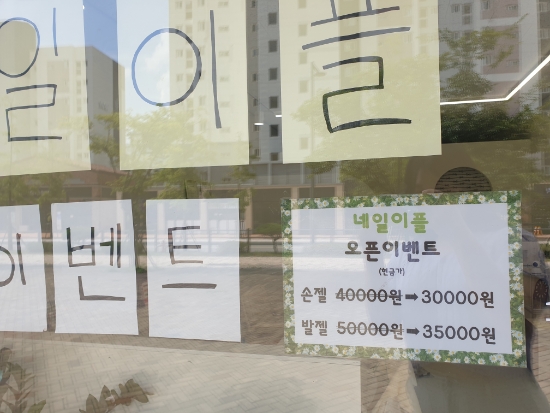 일이플
이벤트
네일이플
오픈이벤트
(현금가)
손젤 40000원→30000원
발젤 50000원→35000원